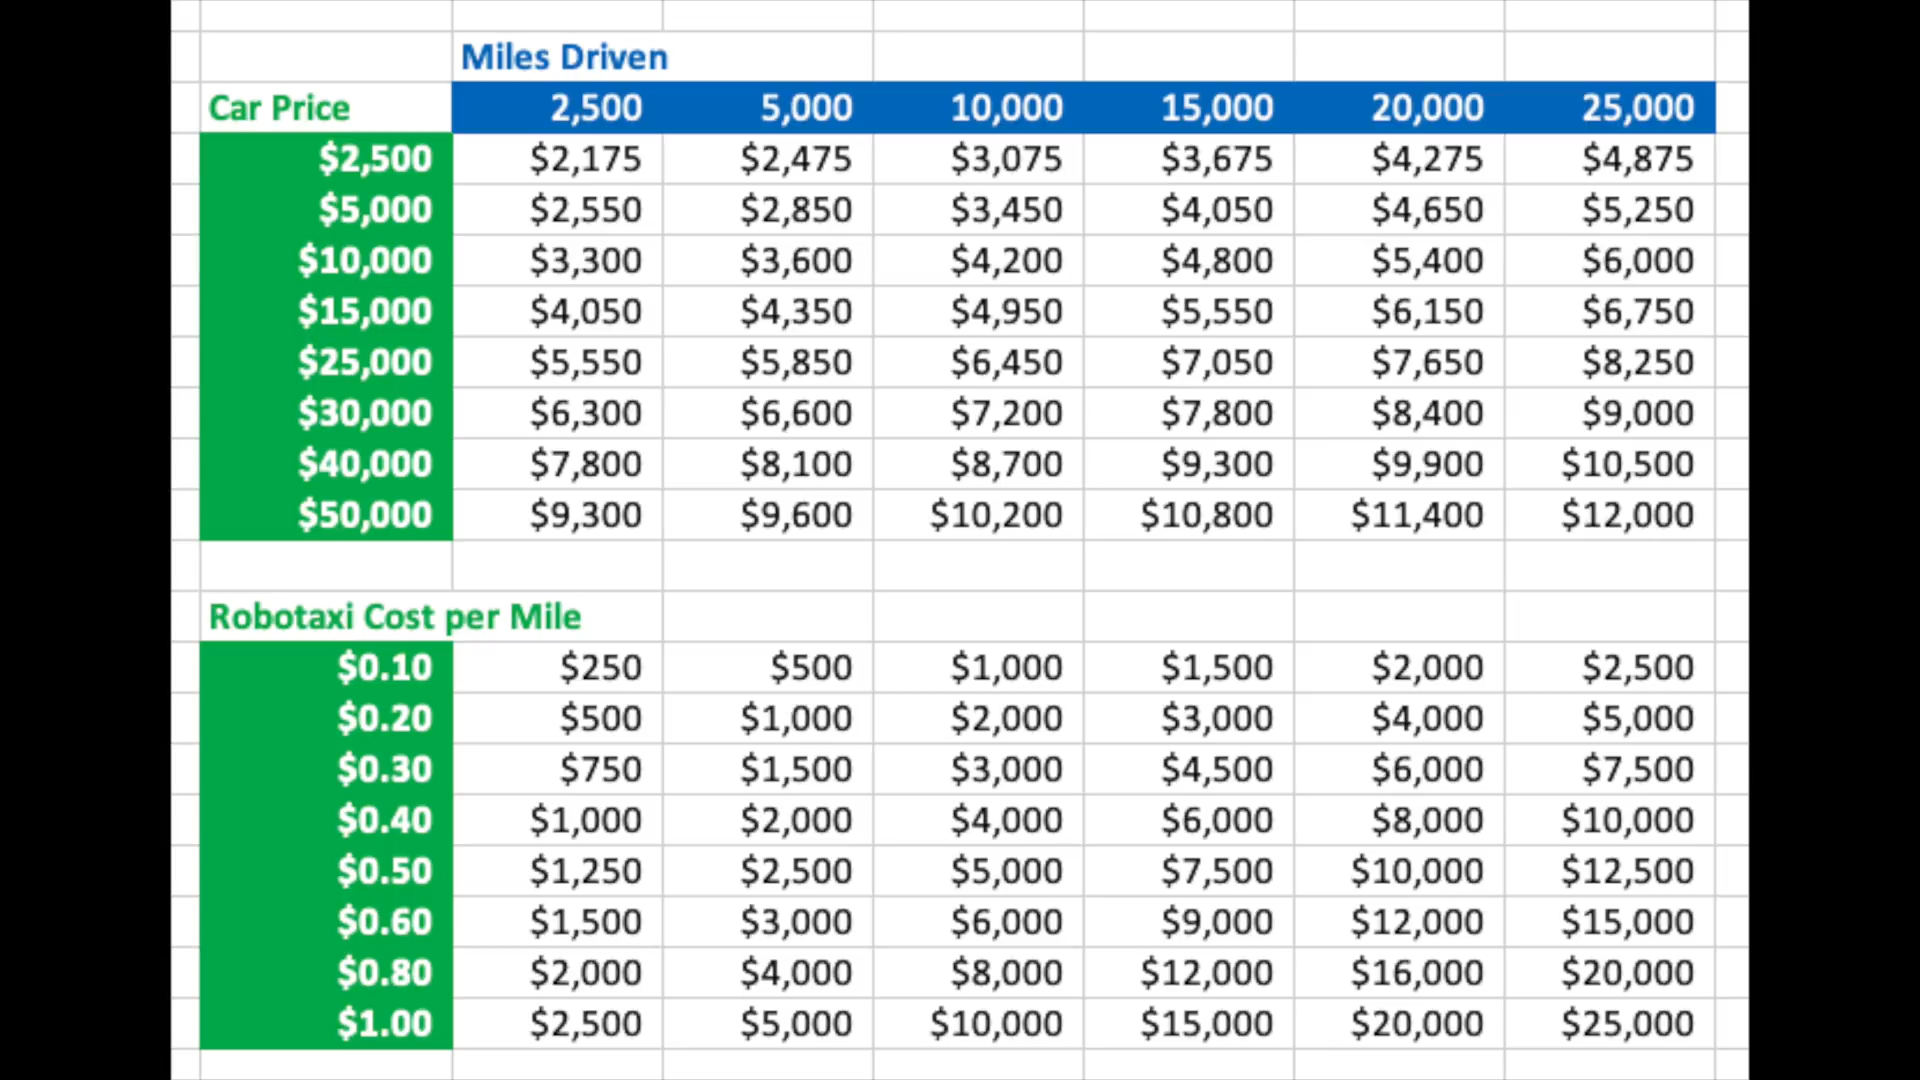 Miles Driven
Car Price 2,500 5,000 10,000 15,000 20,000 25,000
$2,500 $2,175 $2,475 $3,075 $3,675 $4,275 $4,875
$5,000 $2,550 $2,850 $3,450 $4,050 $4,650 $5,250
$10,000 $3,300 $3,600 $4,200 $4,800 $5,400 $6,000
$15,000 $4,050 $4,350 $4,950 $5,550 $6,150 $6,750
$25,000 $5,550 $5,850 $6,450 $7,050 $7,650 $8,250
$30,000 $6,300 $6,600 $7,200 $7,800 $8,400 $9,000
$40,000 $7,800 $8,100 $8,700 $9,300 $9,900 $10,500
$50,000 $9,300 $9,600 $10,200 $10,800 $11,400 $12,000
Robotaxi Cost per Mile
$0.10 $250 $500 $1,000 $1,500 $2,000 $2,500
$0.20 $500 $1,000 $2,000 $3,000 $4,000 $5,000
$0.30 $750 $1,500 $3,000 $4,500 $6,000 $7,500
$0.40 $1,000 $2,000 $4,000 $6,000 $8,000 $10,000
$0.50 $1,250 $2,500 $5,000 $7,500 $10,000 $12,500
$0.60 $1,500 $3,000 $6,000 $9,000 $12,000 $15,000
$0.80 $2,000 $4,000 $8,000 $12,000 $16,000 $20,000
$1.00 $2,500 $5,000 $10,000 $15,000 $20,000 $25,000